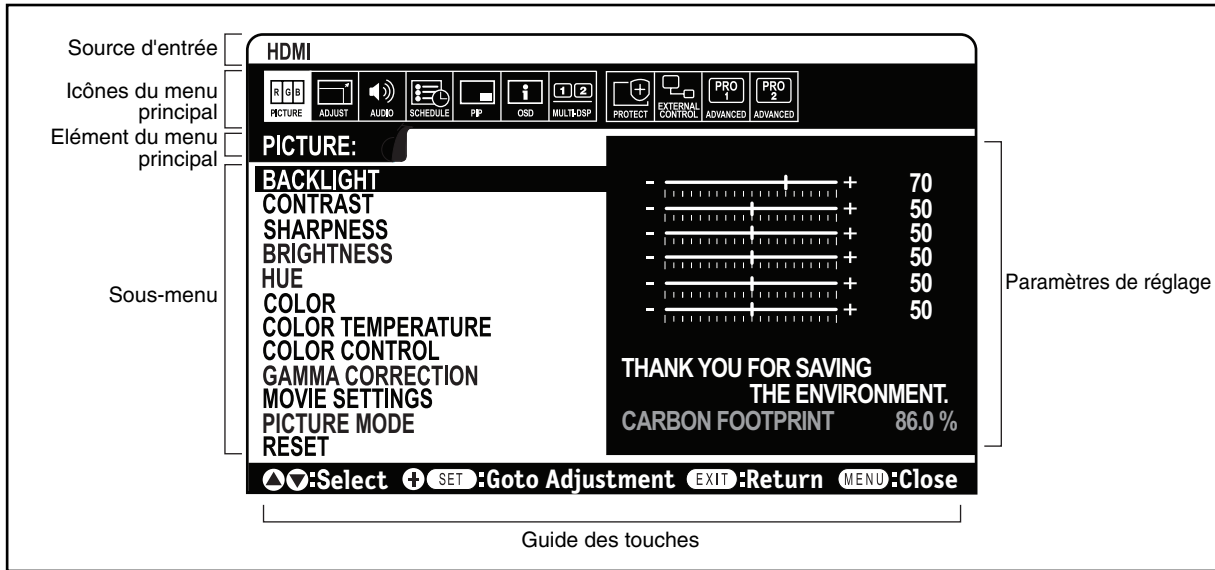 Source d'entrée
HDMI
Icônes du menu
principal
R G B
PICTURE
ADJUST
AUDIO
SCHEDULE
PIP
i
OSD
1 2
MULTI-DSP
PROTECT
EXTERNAL
CONTROL
PRO
1
ADVANCED
PRO
2
ADVANCED
Elément du menu
principal
PICTURE:
Sous-menu
BACKLIGHT - + 70
CONTRAST - + 50
SHARPNESS - + 50
BRIGHTNESS - + 50
HUE - + 50
COLOR - + 50
COLOR TEMPERATURE
COLOR CONTROL
GAMMA CORRECTION
MOVIE SETTINGS
PICTURE MODE
RESET
THANK YOU FOR SAVING
THE ENVIRONMENT.
CARBON FOOTPRINT 86.0 %
Paramètres de réglage
:Select + SET :Goto Adjustment EXIT :Return MENU :Close
Guide des touches